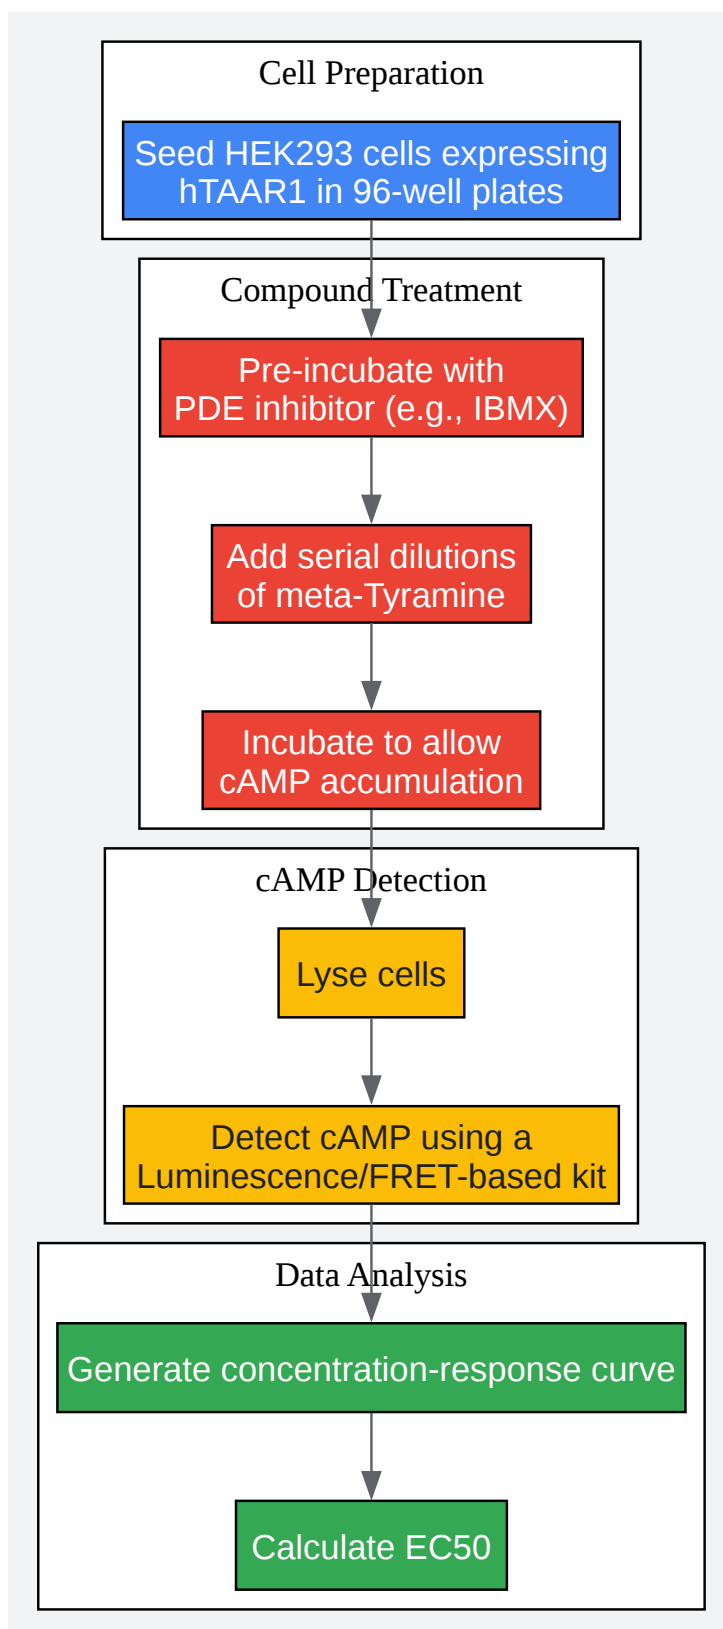 Cell Preparation
Seed HEK293 cells expressing
hTAAR1 in 96-well plates
Compound Treatment
Pre-incubate with
PDE inhibitor (e.g., IBMX)
Add serial dilutions
of meta-Tyramine
Incubate to allow
cAMP accumulation
cAMP Detection
Lyse cells
Detect cAMP using a
Luminescence/FRET-based kit
Data Analysis
Generate concentration-response curve
Calculate EC50